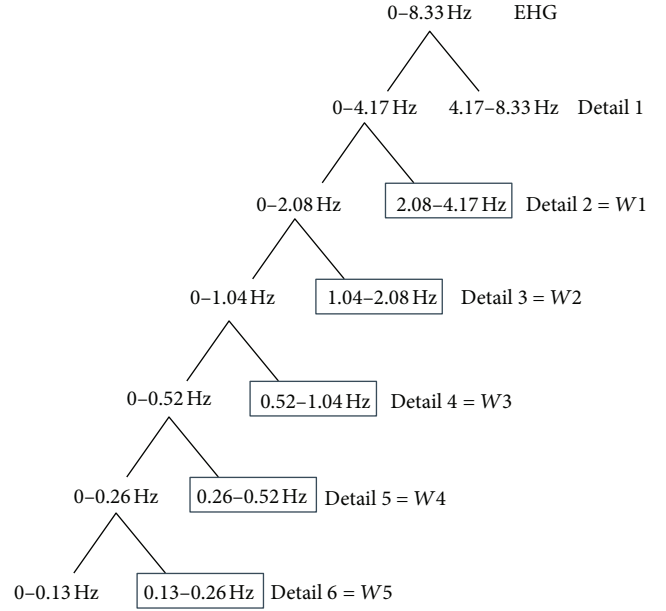 0–8.33 Hz EHG
0–4.17 Hz 4.17–8.33 Hz Detail 1
0–2.08 Hz 2.08–4.17 Hz Detail 2 = W1
0–1.04 Hz 1.04–2.08 Hz Detail 3 = W2
0–0.52 Hz 0.52–1.04 Hz Detail 4 = W3
0–0.26 Hz 0.26–0.52 Hz Detail 5 = W4
0–0.13 Hz 0.13–0.26 Hz Detail 6 = W5